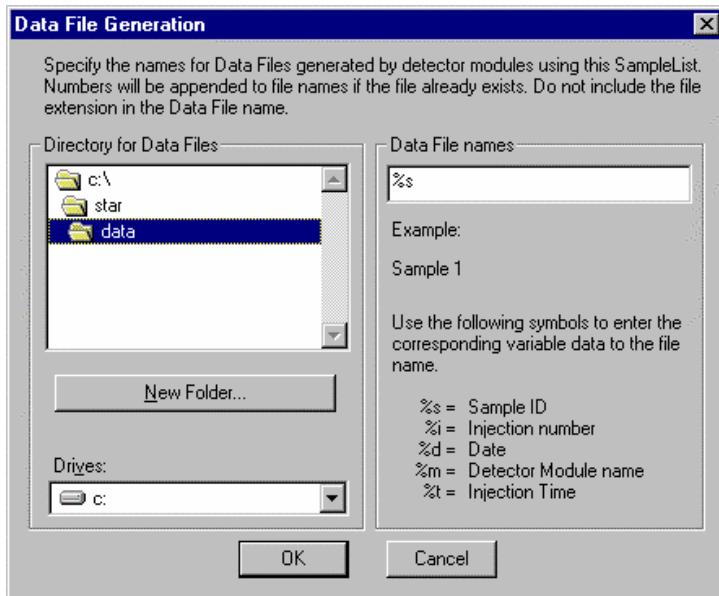 Data File Generation
Specify the names for Data Files generated by detector modules using this SampleList.
Numbers will be appended to file names if the file already exists. Do not include the file
extension in the Data File name.
Directory for Data Files
c:\
star
data
New Folder...
Drives:
c:
Data File names
%s
Example:
Sample 1
Use the following symbols to enter the
corresponding variable data to the file
name.
%s = Sample ID
%i = Injection number
%d = Date
%m = Detector Module name
%t = Injection Time
OK
Cancel